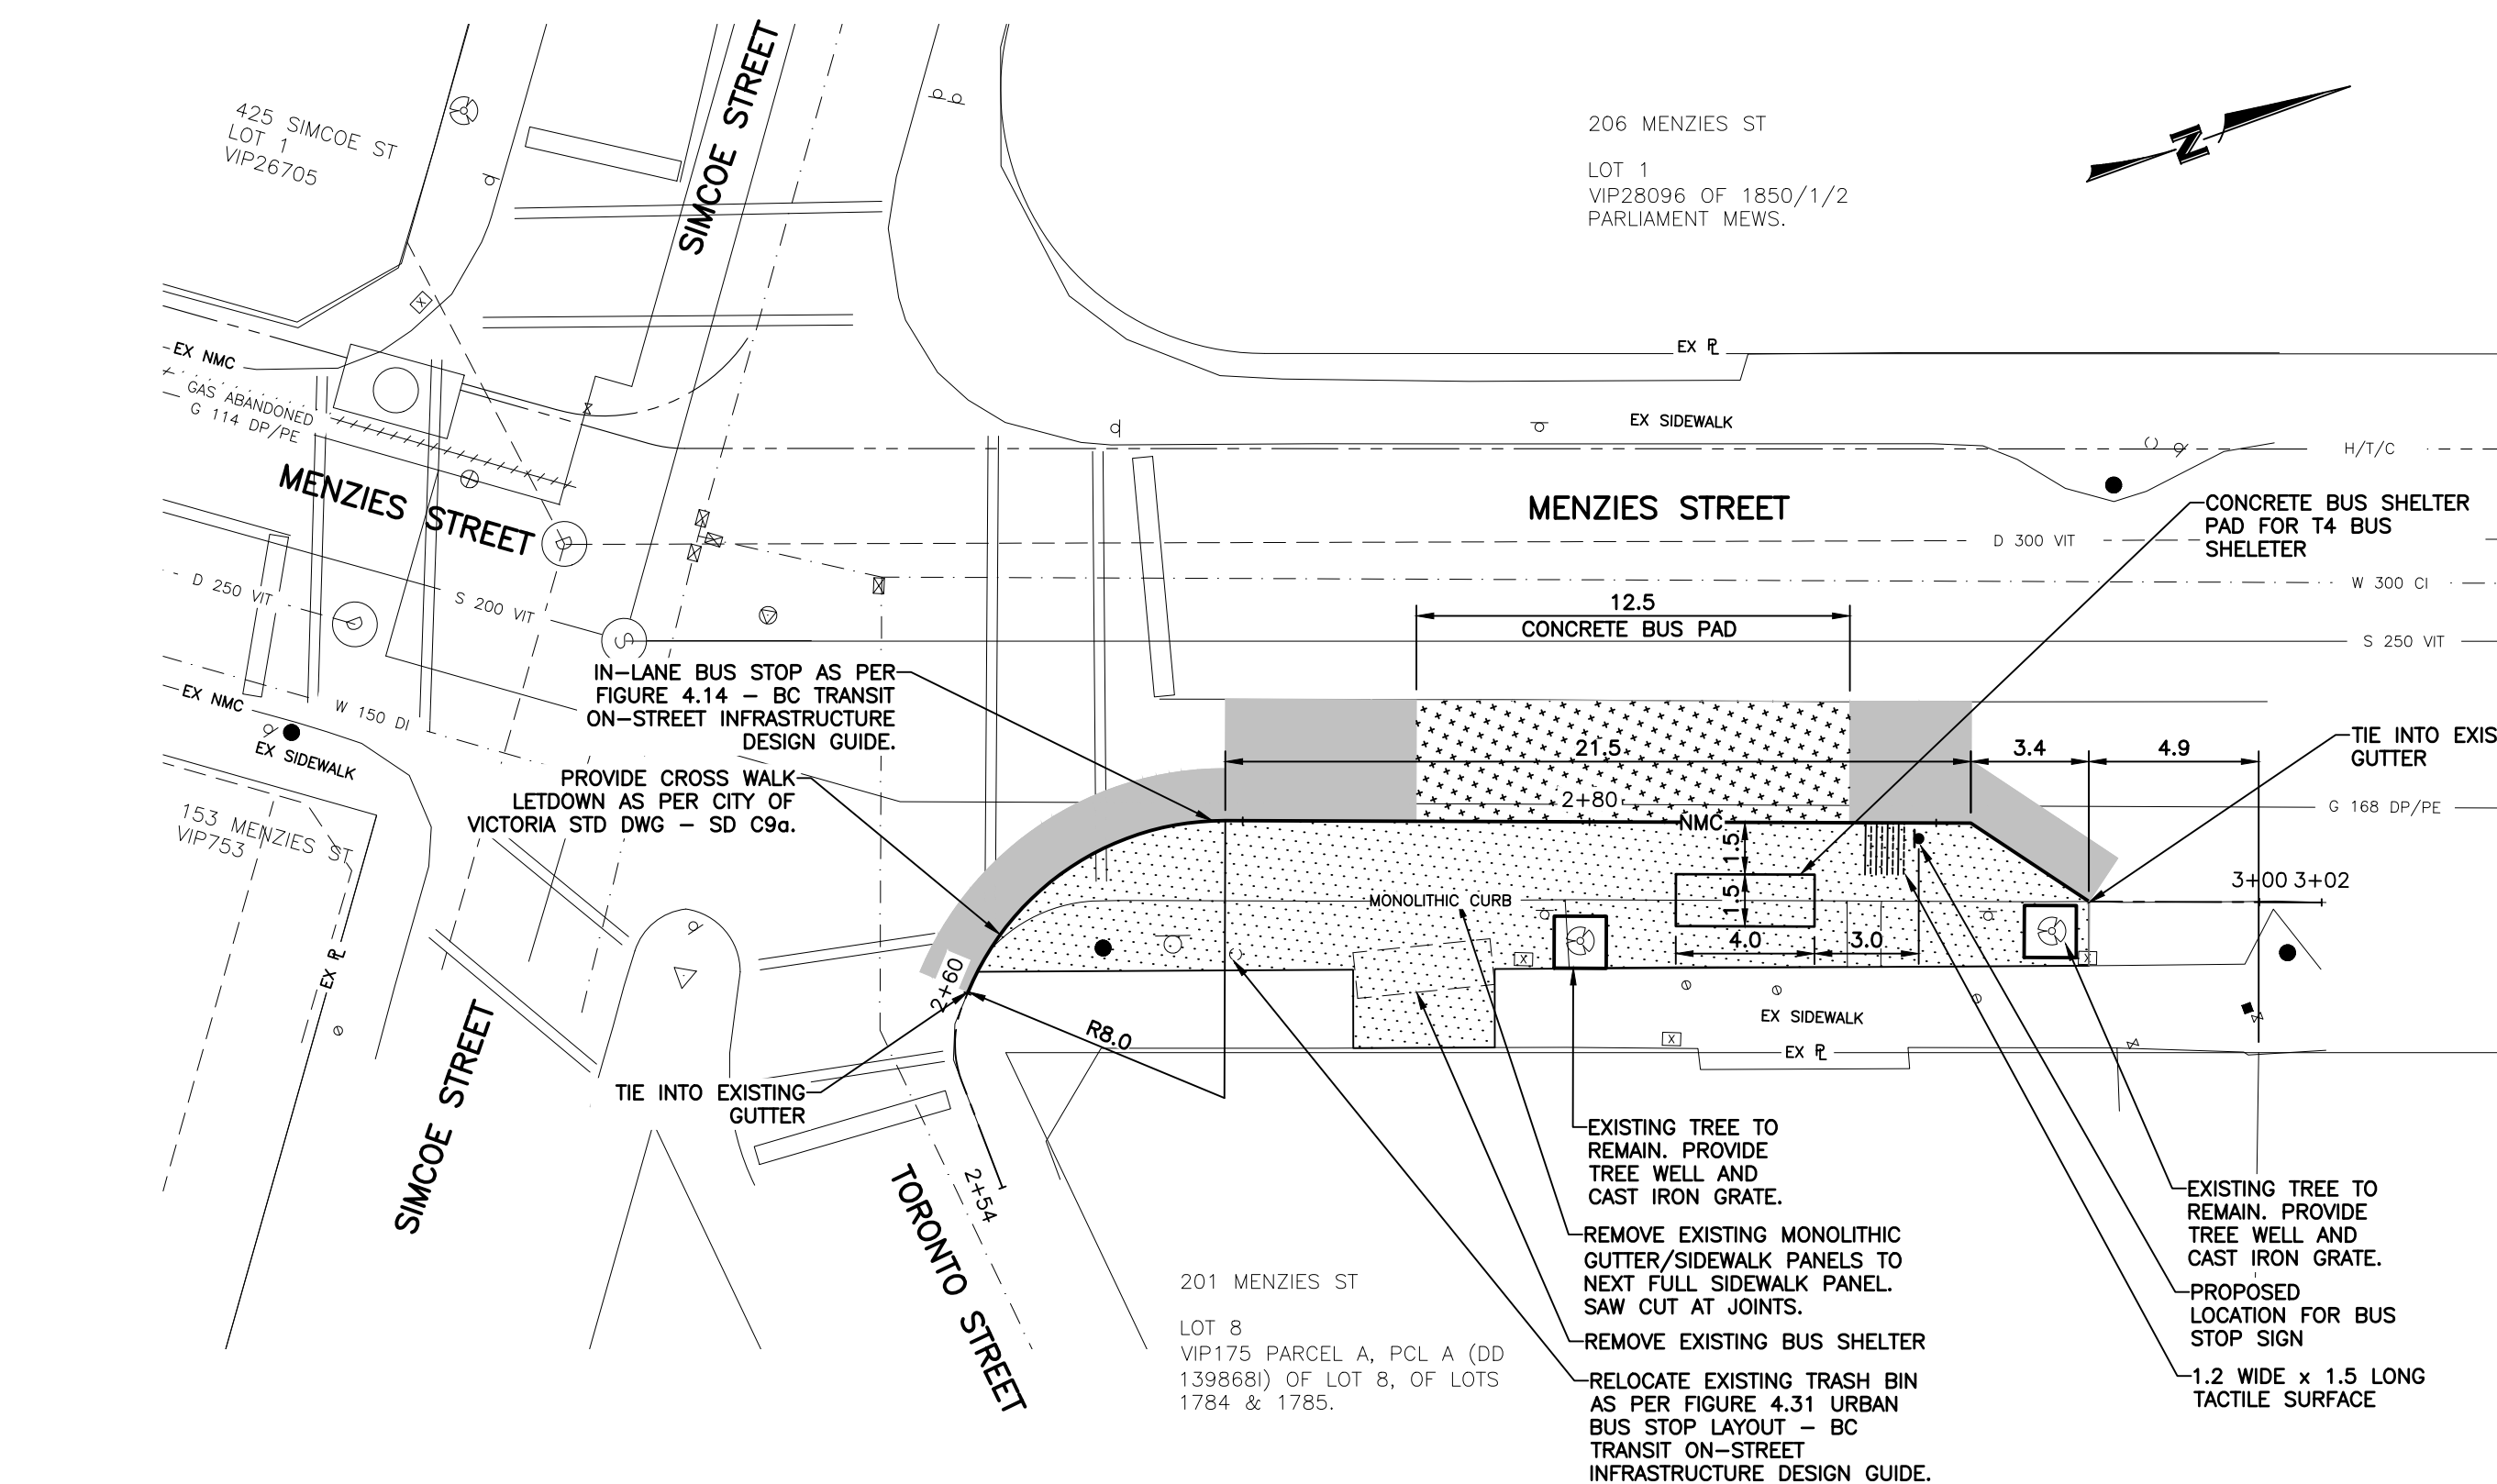 425 SIMCOE ST
LOT 1
VIP26705
SIMCOE STREET
206 MENZIES ST
LOT 1
VIP28096 OF 1850/1/2
PARLIAMENT MEWS.
N
EX NMC
GAS ABANDONED
G 114 DP/PE
EX PL
EX SIDEWALK
H/T/C
MENZIES STREET
MENZIES STREET
CONCRETE BUS SHELTER
PAD FOR T4 BUS
SHELETER
D 300 VIT
D
D 250 VIT
D
S 200 VIT
S
W 300 CI
12.5
CONCRETE BUS PAD
S 250 VIT
IN-LANE BUS STOP AS PER
FIGURE 4.14 – BC TRANSIT
ON-STREET INFRASTRUCTURE
DESIGN GUIDE.
EX NMC
W 150 DI
EX SIDEWALK
21.5
3.4
4.9
TIE INTO EXIS
GUTTER
PROVIDE CROSS WALK
LETDOWN AS PER CITY OF
VICTORIA STD DWG – SD C9a.
2+80
G 168 DP/PE
153 MENZIES ST
VIP753
NMC
1.5
1.5
MONOLITHIC CURB
3+00 3+02
4.0
3.0
EX PL
2+60
R8.0
EX SIDEWALK
EX PL
SIMCOE STREET
TIE INTO EXISTING
GUTTER
2+54
TORONTO STREET
EXISTING TREE TO
REMAIN. PROVIDE
TREE WELL AND
CAST IRON GRATE.
EXISTING TREE TO
REMAIN. PROVIDE
TREE WELL AND
CAST IRON GRATE.
REMOVE EXISTING MONOLITHIC
GUTTER/SIDEWALK PANELS TO
NEXT FULL SIDEWALK PANEL.
SAW CUT AT JOINTS.
PROPOSED
LOCATION FOR BUS
STOP SIGN
201 MENZIES ST
LOT 8
VIP175 PARCEL A, PCL A (DD
139868I) OF LOT 8, OF LOTS
1784 & 1785.
REMOVE EXISTING BUS SHELTER
1.2 WIDE x 1.5 LONG
TACTILE SURFACE
RELOCATE EXISTING TRASH BIN
AS PER FIGURE 4.31 URBAN
BUS STOP LAYOUT – BC
TRANSIT ON-STREET
INFRASTRUCTURE DESIGN GUIDE.